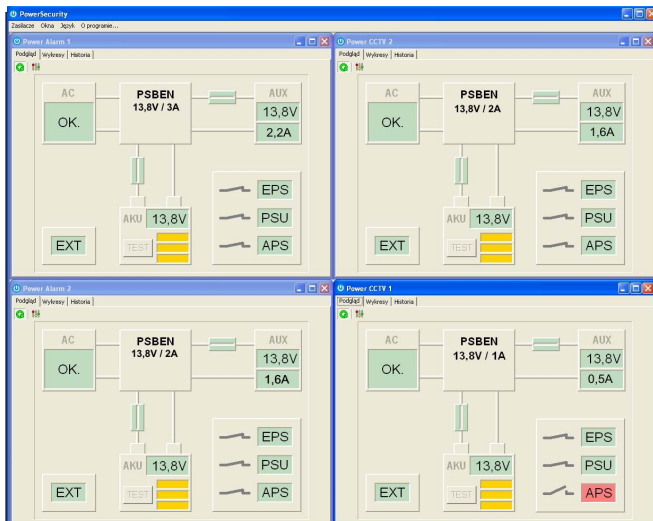 PowerSecurity
Zasilacze Okna Język O programie...
Power Alarm 1
Podgląd Wykresy Historia
AC
OK.
PSBEN
13,8V / 3A
AUX
13,8V
2,2A
EPS
AKU 13,8V
PSU
EXT
TEST
APS
Power CCTV 2
Podgląd Wykresy Historia
AC
OK.
PSBEN
13,8V / 2A
AUX
13,8V
1,6A
EPS
AKU 13,8V
PSU
EXT
TEST
APS
Power Alarm 2
Podgląd Wykresy Historia
AC
OK.
PSBEN
13,8V / 2A
AUX
13,8V
1,6A
EPS
AKU 13,8V
PSU
EXT
TEST
APS
Power CCTV 1
Podgląd Wykresy Historia
AC
OK.
PSBEN
13,8V / 1A
AUX
13,8V
0,5A
EPS
AKU 13,8V
PSU
EXT
TEST
APS